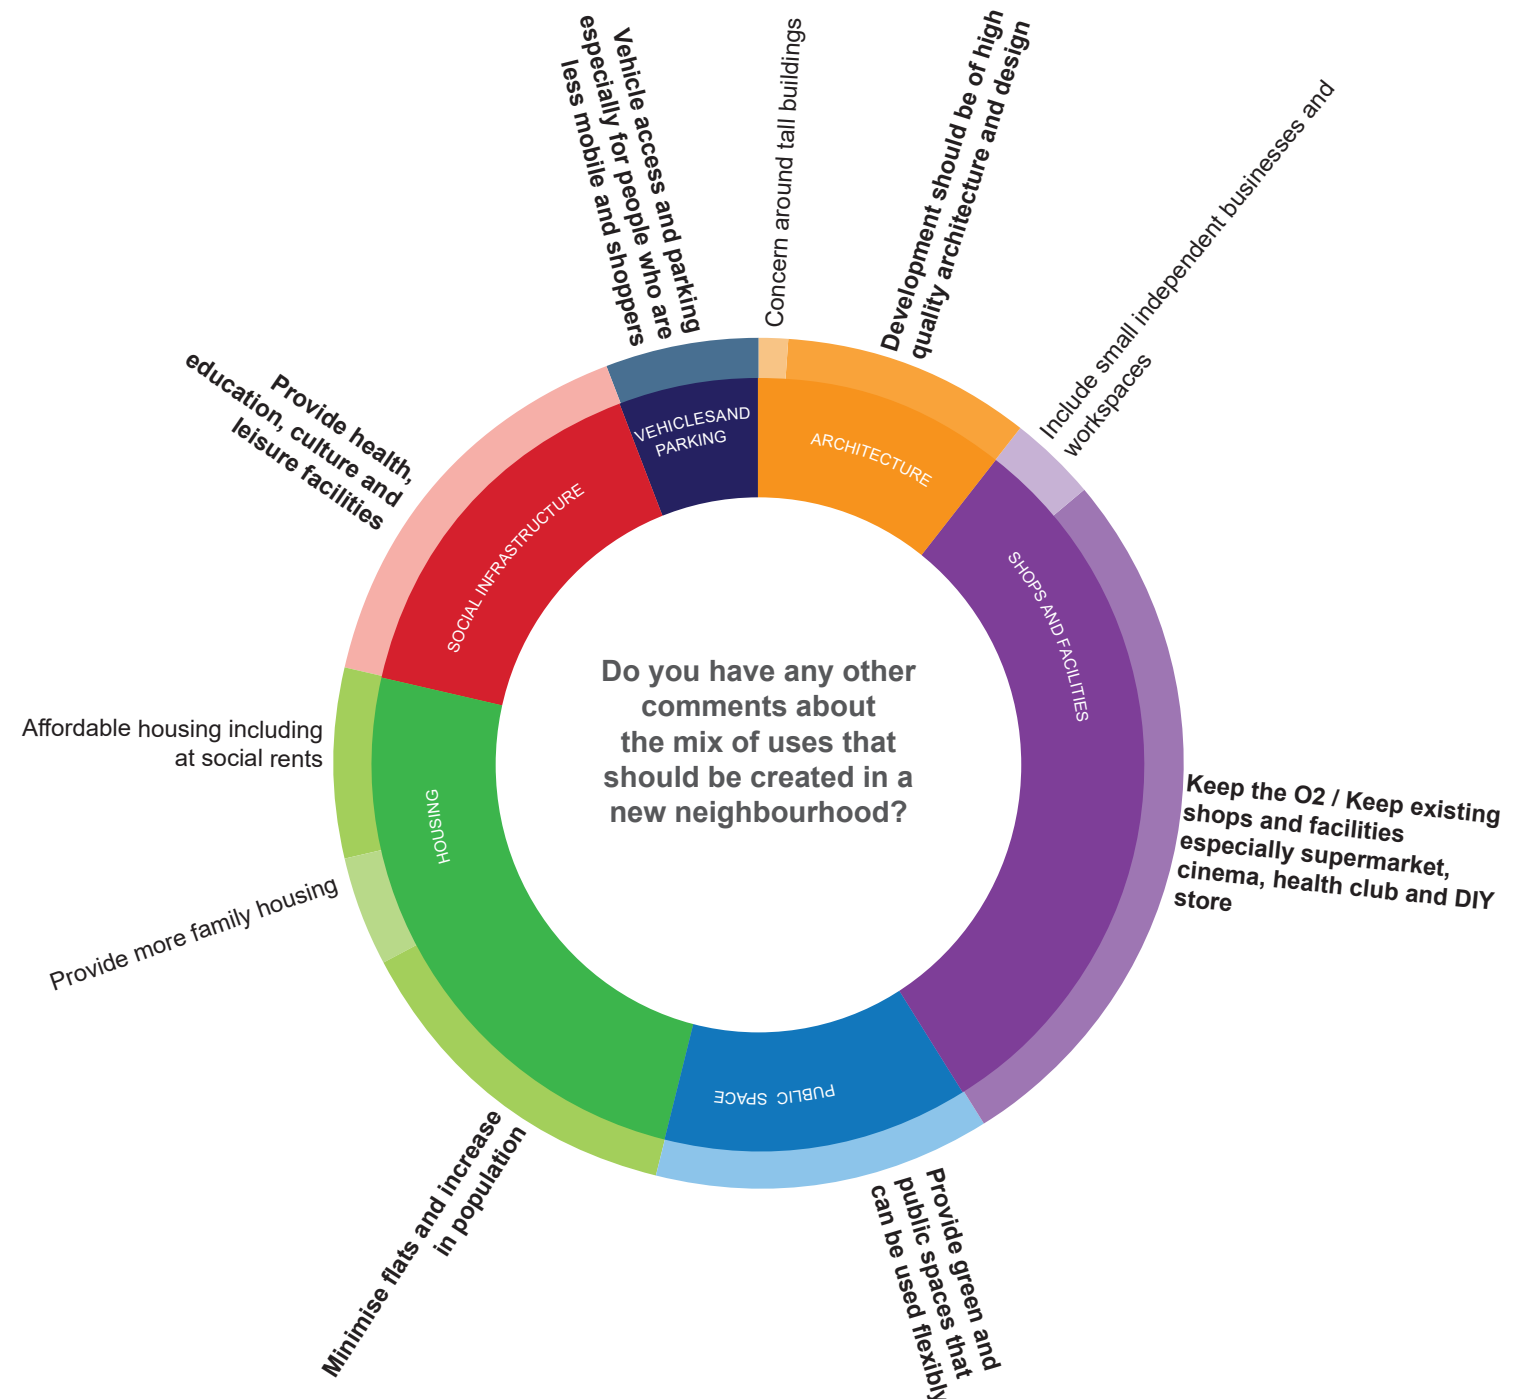 Vehicle access and parking
especially for people who are
less mobile and shoppers
Concern around tall buildings
Development should be of high
quality architecture and design
Include small independent businesses and
workspaces
Provide health,
education, culture and
leisure facilities
VEHICLESAND
PARKING
ARCHITECTURE
SOCIAL INFRASTRUCTURE
SHOPS AND FACILITIES
Do you have any other
comments about
the mix of uses that
should be created in a
new neighbourhood?
Affordable housing including
at social rents
HOUSING
Keep the O2 / Keep existing
shops and facilities
especially supermarket,
cinema, health club and DIY
store
Provide more family housing
PUBLIC SPACE
Minimise flats and increase
in population
Provide green and
public spaces that
can be used flexibly